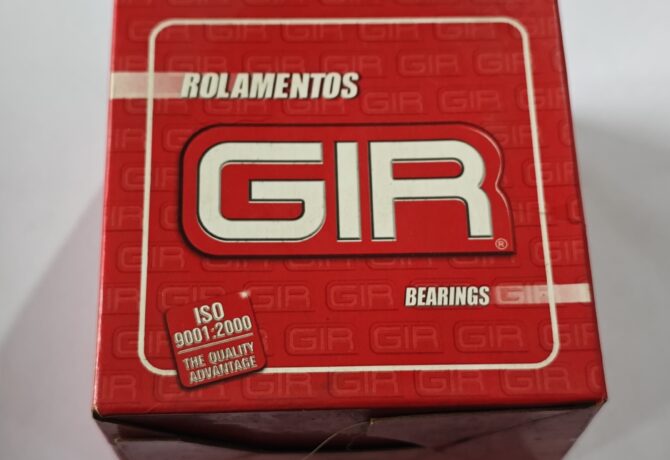 ROLAMENTOS
GIR®
BEARINGS
ISO
9001:2000
THE QUALITY
ADVANTAGE